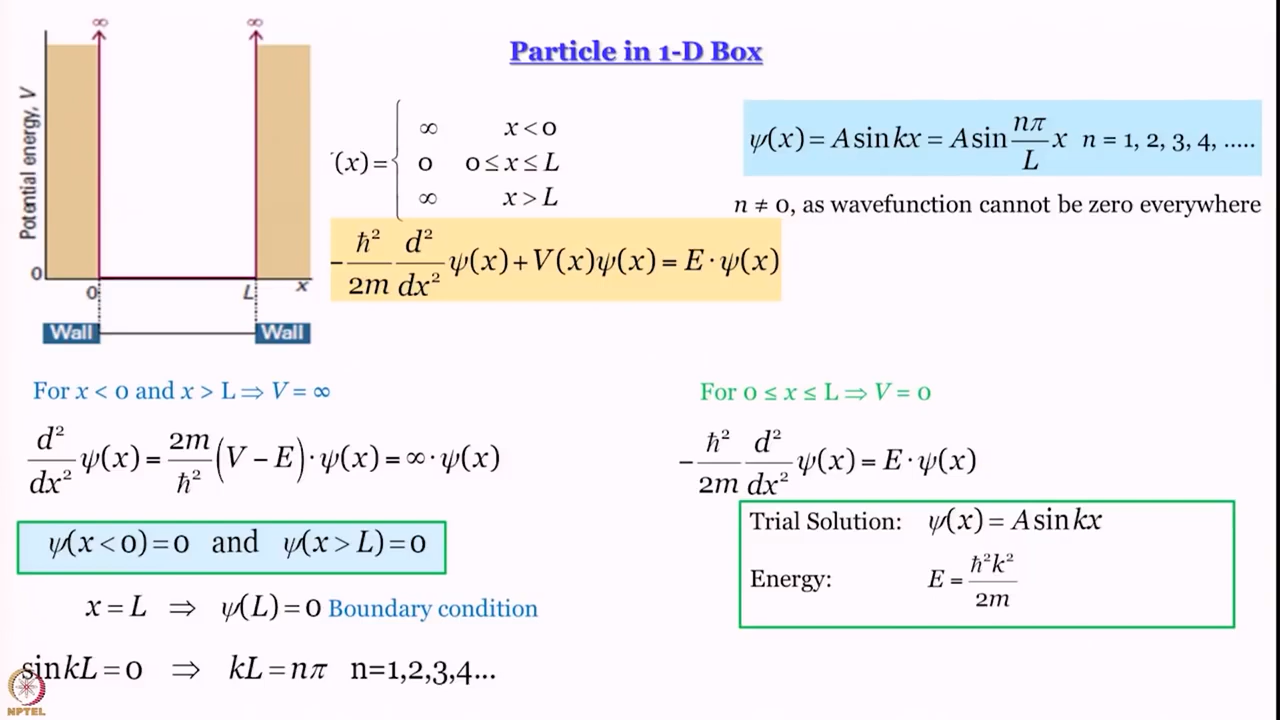 Particle in 1-D Box
∞ ∞
Potential energy, V
0
0 L x
Wall Wall
(x) = { ∞ x < 0
0 0 ≤ x ≤ L
∞ x > L
-ħ²/2m d²/dx² ψ(x) + V(x)ψ(x) = E · ψ(x)
ψ(x) = A sin kx = A sin nπ/L x n = 1, 2, 3, 4, .....
n ≠ 0, as wavefunction cannot be zero everywhere
For x < 0 and x > L ⇒ V = ∞
d²/dx² ψ(x) = 2m/ħ² (V − E) · ψ(x) = ∞ · ψ(x)
ψ(x < 0) = 0 and ψ(x > L) = 0
x = L ⇒ ψ(L) = 0 Boundary condition
sin kL = 0 ⇒ kL = nπ n=1,2,3,4...
For 0 ≤ x ≤ L ⇒ V = 0
-ħ²/2m d²/dx² ψ(x) = E · ψ(x)
Trial Solution: ψ(x) = A sin kx
Energy: E = ħ²k²/2m
NPTEL